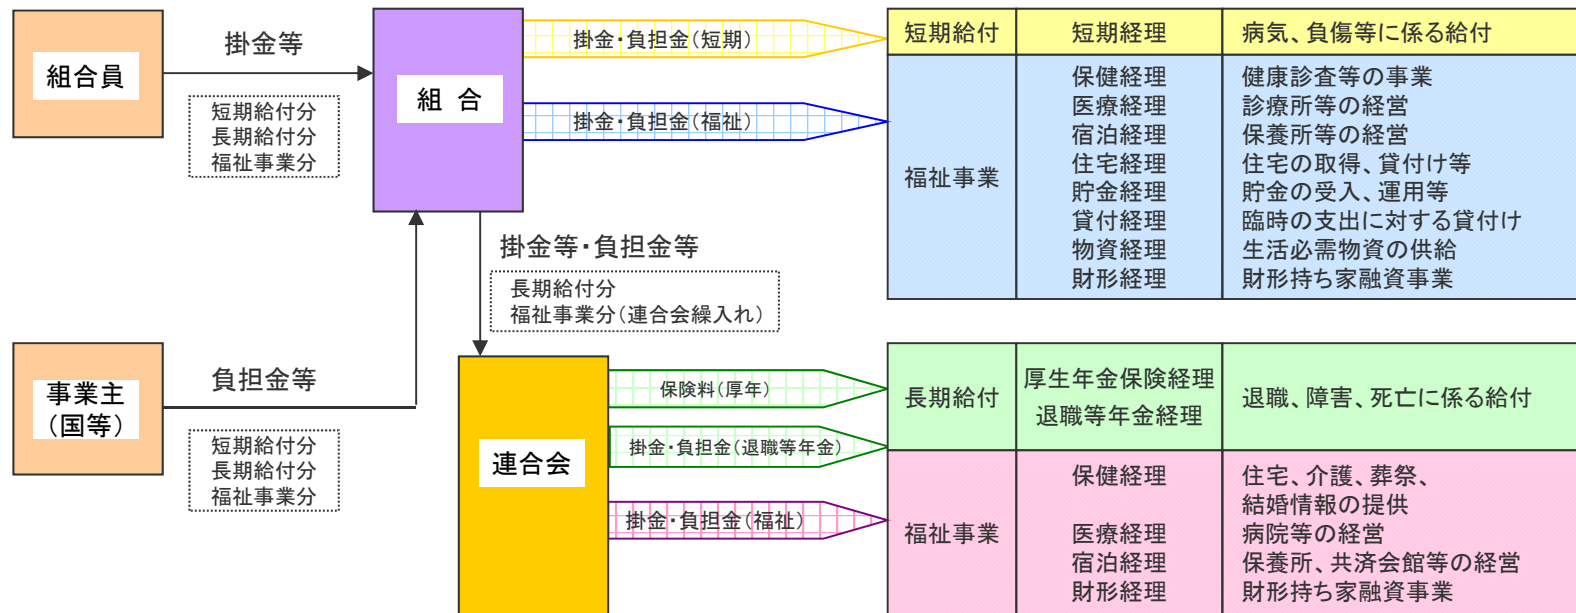 組合員
掛金等
短期給付分
長期給付分
福祉事業分
組 合
掛金・負担金(短期)
掛金・負担金(福祉)
短期給付 短期経理 病気、負傷等に係る給付
福祉事業
保健経理 健康診査等の事業
医療経理 診療所等の経営
宿泊経理 保養所等の経営
住宅経理 住宅の取得、貸付け等
貯金経理 貯金の受入、運用等
貸付経理 臨時の支出に対する貸付け
物資経理 生活必需物資の供給
財形経理 財形持ち家融資事業
掛金等・負担金等
長期給付分
福祉事業分(連合会繰入れ)
事業主
(国等)
負担金等
短期給付分
長期給付分
福祉事業分
連合会
保険料(厚年)
掛金・負担金(退職等年金)
掛金・負担金(福祉)
長期給付
厚生年金保険経理
退職等年金経理
退職、障害、死亡に係る給付
福祉事業
保健経理 住宅、介護、葬祭、
結婚情報の提供
医療経理 病院等の経営
宿泊経理 保養所、共済会館等の経営
財形経理 財形持ち家融資事業